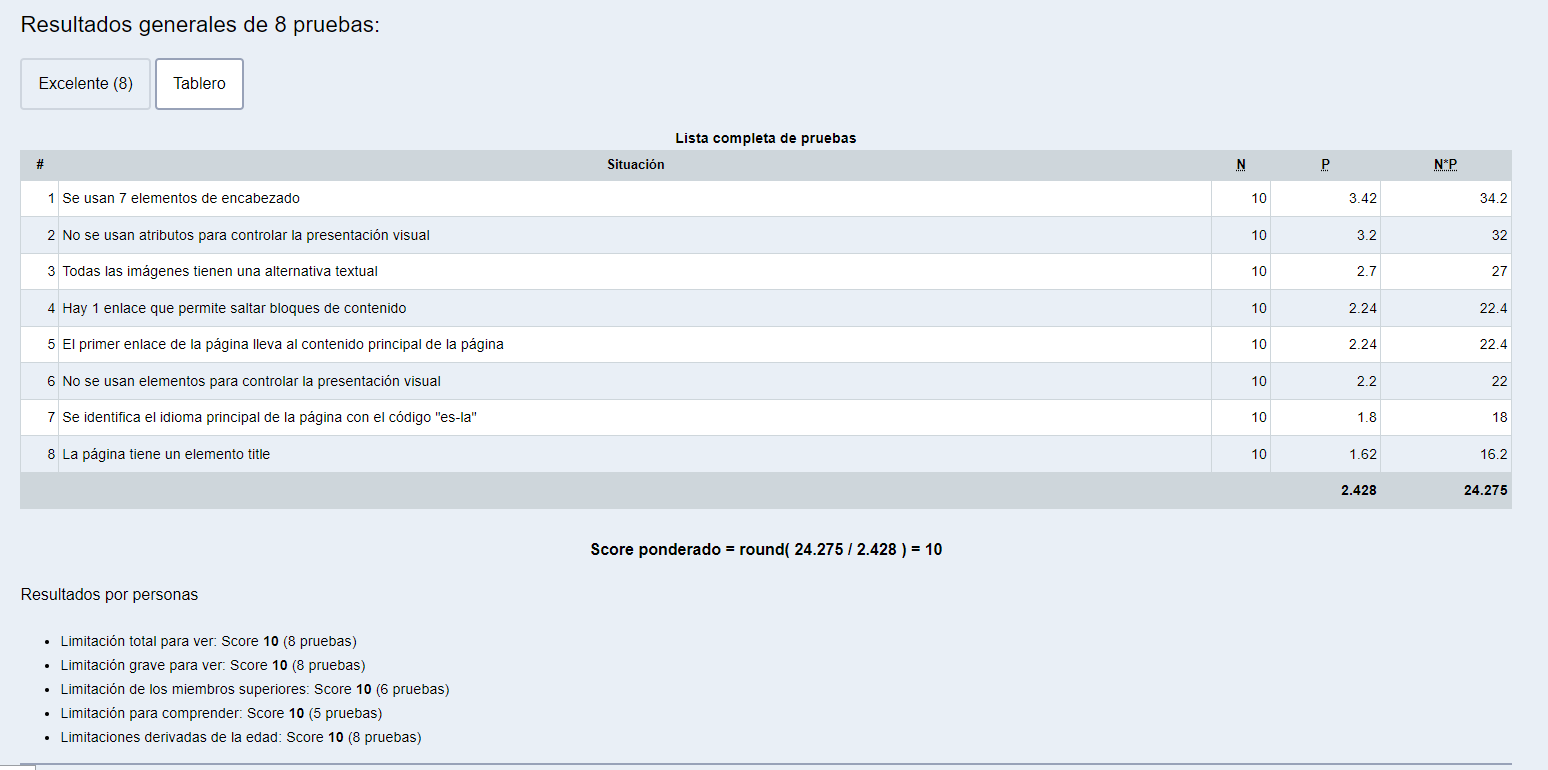 Resultados generales de 8 pruebas:
Excelente (8) Tablero
Lista completa de pruebas
# Situación N P N*P
1 Se usan 7 elementos de encabezado 10 3.42 34.2
2 No se usan atributos para controlar la presentación visual 10 3.2 32
3 Todas las imágenes tienen una alternativa textual 10 2.7 27
4 Hay 1 enlace que permite saltar bloques de contenido 10 2.24 22.4
5 El primer enlace de la página lleva al contenido principal de la página 10 2.24 22.4
6 No se usan elementos para controlar la presentación visual 10 2.2 22
7 Se identifica el idioma principal de la página con el código "es-la" 10 1.8 18
8 La página tiene un elemento title 10 1.62 16.2
2.428 24.275
Score ponderado = round( 24.275 / 2.428 ) = 10
Resultados por personas
• Limitación total para ver: Score 10 (8 pruebas)
• Limitación grave para ver: Score 10 (8 pruebas)
• Limitación de los miembros superiores: Score 10 (6 pruebas)
• Limitación para comprender: Score 10 (5 pruebas)
• Limitaciones derivadas de la edad: Score 10 (8 pruebas)